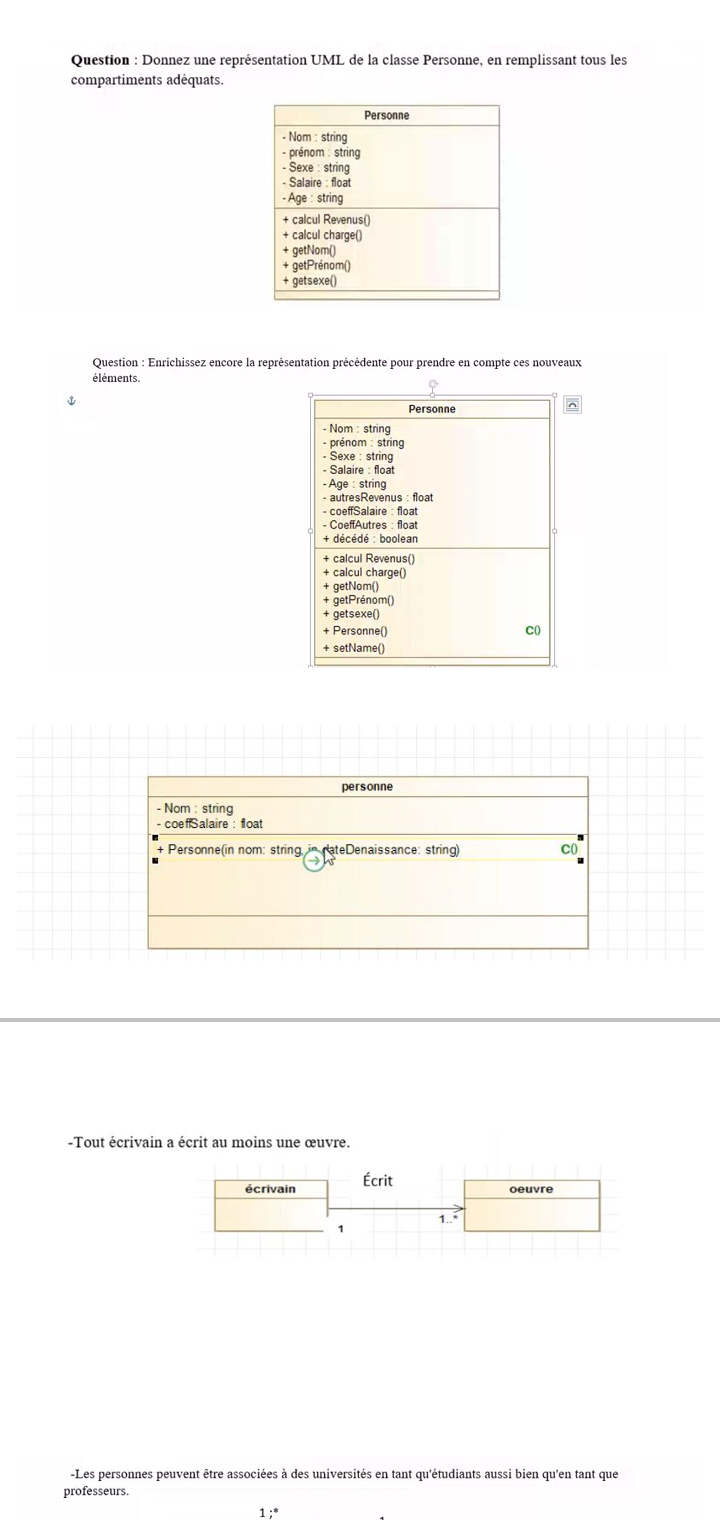 Question : Donnez une représentation UML de la classe Personne, en remplissant tous les
compartiments adéquats.
Personne
- Nom : string
- prénom : string
- Sexe : string
- Salaire : float
- Age : string
+ calcul Revenus()
+ calcul charge()
+ getNom()
+ getPrénom()
+ getsexe()
Question : Enrichissez encore la représentation précédente pour prendre en compte ces nouveaux
éléments.
Personne
- Nom : string
- prénom : string
- Sexe : string
- Salaire : float
- Age : string
- autresRevenus : float
- coeffSalaire : float
- CoeffAutres : float
+ décédé : boolean
+ calcul Revenus()
+ calcul charge()
+ getNom()
+ getPrénom()
+ getsexe()
+ Personne() C()
+ setName()
personne
- Nom : string
- coeffSalaire : float
+ Personne(in nom: string, in dateDenaissance: string) C()
-Tout écrivain a écrit au moins une œuvre.
Écrit
écrivain oeuvre
1..*
1
-Les personnes peuvent être associées à des universités en tant qu'étudiants aussi bien qu'en tant que
professeurs.
1 ;*